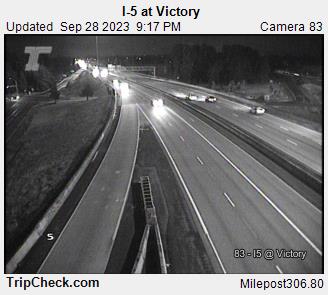 I-5 at Victory
Updated Sep 28 2023 9:17 PM Camera 83
T
S
83 - I5 @ Victory
TripCheck.com Milepost306.80